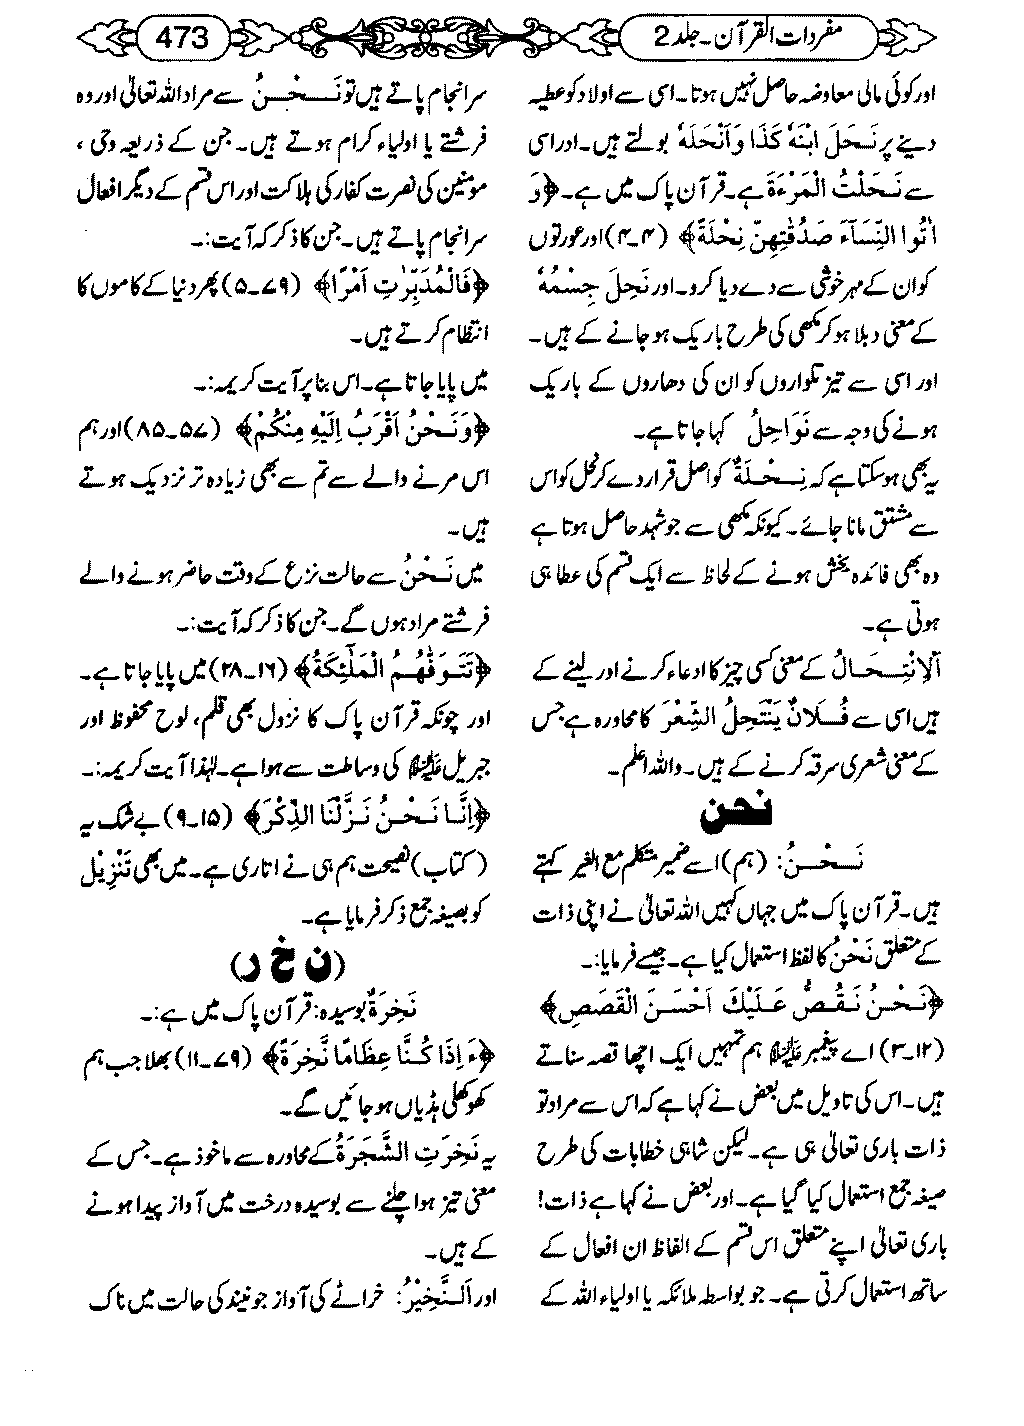 مفردات القرآن۔جلد 2
473
اور کوئی مالی معاوضہ حاصل نہیں ہوتا۔ اسی سے اولاد کو عطیہ
دینے پر نَحَلَ ابْنَهٗ كَذَا وَاَنْحَلَهٗ بولتے ہیں۔ اور اسی
سے نَحَلْتُ الْمَرْءَةَ ہے۔ قرآن پاک میں ہے۔ ﴿وَ
اٰتُوا النِّسَآءَ صَدُقٰتِهِنَّ نِحْلَةً﴾ (۴۔۴) اور عورتوں
کو ان کے مہر خوشی سے دے دیا کرو۔ اور نَحِلَ جِسْمُهٗ
کے معنی دبلا ہو کر مکھی کی طرح باریک ہو جانے کے ہیں۔
اور اسی سے تیز تلواروں کو ان کی دھاروں کے باریک
ہونے کی وجہ سے نَوَاحِلُ کہا جاتا ہے۔
یہ بھی ہو سکتا ہے کہ نِحْلَةٌ کو اصل قرار دے کر نحل کو اس
سے مشتق مانا جائے۔ کیونکہ مکھی سے جو شہد حاصل ہوتا ہے
وہ بھی فائدہ بخش ہونے کے لحاظ سے ایک قسم کی عطا ہی
ہوتی ہے۔
اَلْاِنْتِحَالُ کے معنی کسی چیز کا ادعاء کرنے اور لینے کے
ہیں اسی سے فُلَانٌ يَنْتَحِلُ الشِّعْرَ کا محاورہ ہے جس
کے معنی شعری سرقہ کرنے کے ہیں۔ واللہ اعلم۔
نحن
نَحْنُ: (ہم) اسے ضمیر متکلم مع الغیر کہتے
ہیں۔ قرآن پاک میں جہاں کہیں اللہ تعالیٰ نے اپنی ذات
کے متعلق نَحْنُ کا لفظ استعمال کیا ہے۔ جیسے فرمایا:۔
﴿نَحْنُ نَقُصُّ عَلَيْكَ اَحْسَنَ الْقَصَصِ﴾
(۱۲۔۳) اے پیغمبر ﷺ ہم تمہیں ایک اچھا قصہ سناتے
ہیں۔ اس کی تاویل میں بعض نے کہا ہے کہ اس سے مراد تو
ذات باری تعالیٰ ہی ہے۔ لیکن شاہی خطابات کی طرح
صیغہ جمع استعمال کیا گیا ہے۔ اور بعض نے کہا ہے ذات!
باری تعالیٰ اپنے متعلق اس قسم کے الفاظ ان افعال کے
ساتھ استعمال کرتی ہے۔ جو بواسطہ ملائکہ یا اولیاء اللہ کے
سرانجام پاتے ہیں تو نَحْنُ سے مراد اللہ تعالیٰ اور وہ
فرشتے یا اولیاء کرام ہوتے ہیں۔ جن کے ذریعہ وحی،
مومنین کی نصرت کفار کی ہلاکت اور اس قسم کے دیگر افعال
سرانجام پاتے ہیں۔ جن کا ذکر کہ آیت:۔
﴿فَالْمُدَبِّرٰتِ اَمْرًا﴾ (۷۹۔۵) پھر دنیا کے کاموں کا
انتظام کرتے ہیں۔
میں پایا جاتا ہے۔ اس بنا پر آیت کریمہ:۔
﴿وَنَحْنُ اَقْرَبُ اِلَيْهِ مِنْكُمْ﴾ (۵۷۔۸۵) اور ہم
اس مرنے والے سے تم سے بھی زیادہ تر نزدیک ہوتے
ہیں۔
میں نَحْنُ سے حالت نزع کے وقت حاضر ہونے والے
فرشتے مراد ہوں گے۔ جن کا ذکر کہ آیت:۔
﴿تَتَوَفّٰهُمُ الْمَلٰٓئِكَةُ﴾ (۱۶۔۲۸) میں پایا جاتا ہے۔
اور چونکہ قرآن پاک کا نزول بھی قلم، لوح محفوظ اور
جبریل علیہ السلام کی وساطت سے ہوا ہے۔ لہٰذا آیت کریمہ:۔
﴿اِنَّا نَحْنُ نَزَّلْنَا الذِّكْرَ﴾ (۱۵۔۹) بے شک یہ
(کتاب) نصیحت ہم ہی نے اتاری ہے۔ میں بھی تَنْزِيْل
کو بصیغہ جمع ذکر فرمایا ہے۔
(ن خ ر)
نَخِرَةٌ بوسیدہ: قرآن پاک میں ہے:۔
﴿ءَ اِذَا كُنَّا عِظَامًا نَّخِرَةً﴾ (۷۹۔۱۱) بھلا جب ہم
کھوکھلی ہڈیاں ہو جائیں گے۔
یہ نَخِرَتِ الشَّجَرَةُ کے محاورہ سے ماخوذ ہے۔ جس کے
معنی تیز ہوا چلنے سے بوسیدہ درخت میں آواز پیدا ہونے
کے ہیں۔
اور اَلنَّخِيْرُ: خراٹے کی آواز جو نیند کی حالت میں ناک